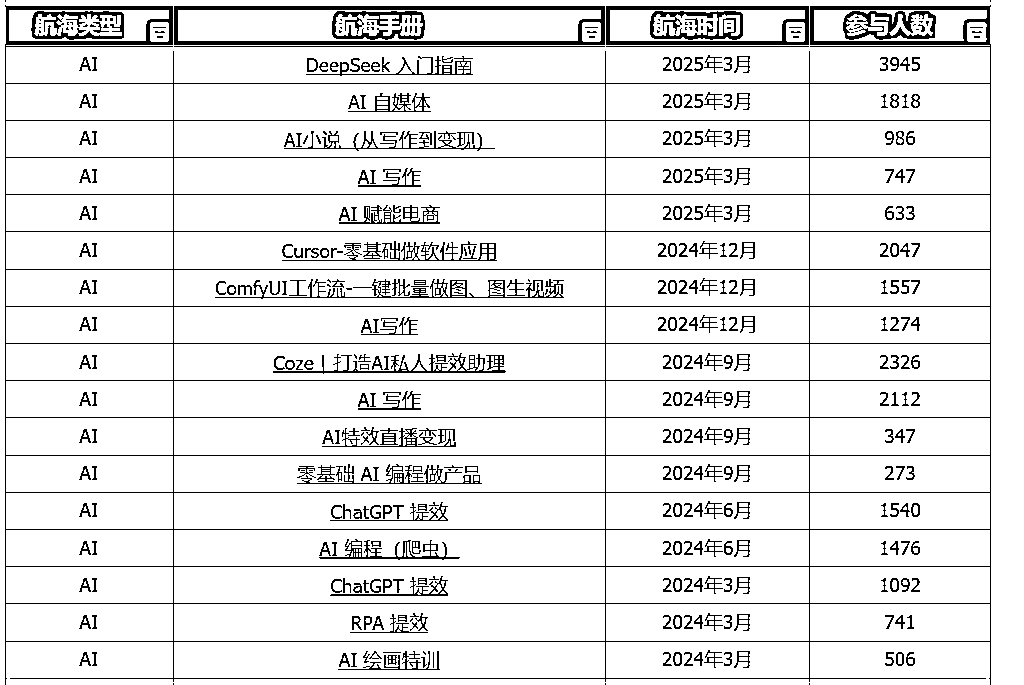 航海类型 航海手册 航海时间 参与人数
AI DeepSeek 入门指南 2025年3月 3945
AI AI 自媒体 2025年3月 1818
AI AI小说（从写作到变现） 2025年3月 986
AI AI 写作 2025年3月 747
AI AI 赋能电商 2025年3月 633
AI Cursor-零基础做软件应用 2024年12月 2047
AI ComfyUI工作流-一键批量做图、图生视频 2024年12月 1557
AI AI写作 2024年12月 1274
AI Coze丨打造AI私人提效助理 2024年9月 2326
AI AI 写作 2024年9月 2112
AI AI特效直播变现 2024年9月 347
AI 零基础 AI 编程做产品 2024年9月 273
AI ChatGPT 提效 2024年6月 1540
AI AI 编程（爬虫） 2024年6月 1476
AI ChatGPT 提效 2024年3月 1092
AI RPA 提效 2024年3月 741
AI AI 绘画特训 2024年3月 506